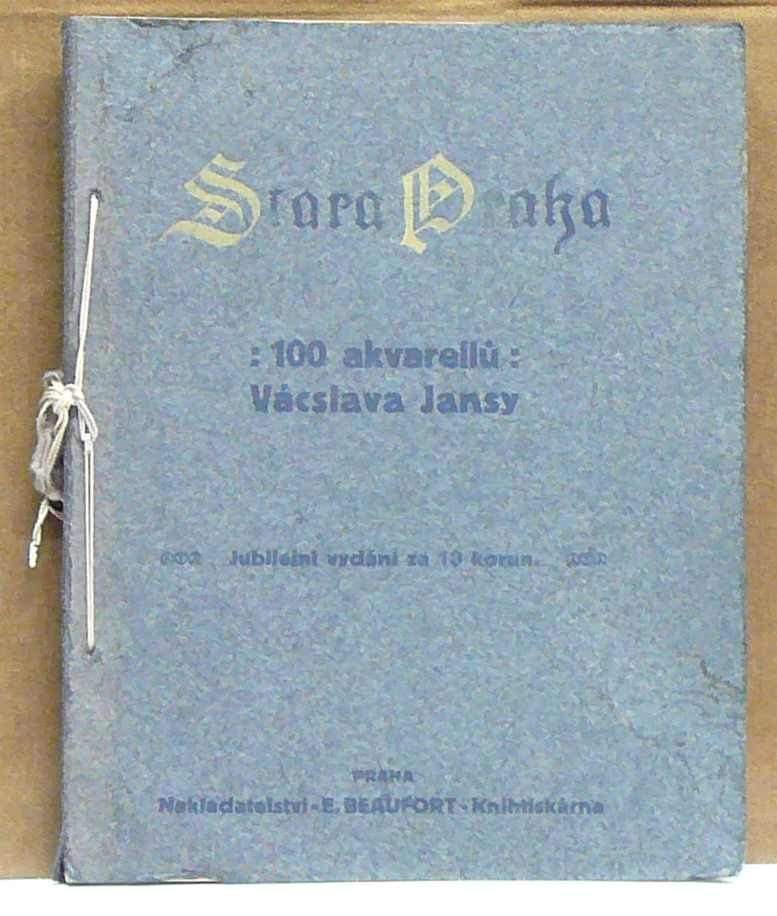 Stara Praha
: 100 akvarellů :
Vácslava Jansy
Jubilejní vydání za 10 korun.
PRAHA
Nakladatelství - E. BEAUFORT - Knihtiskárna